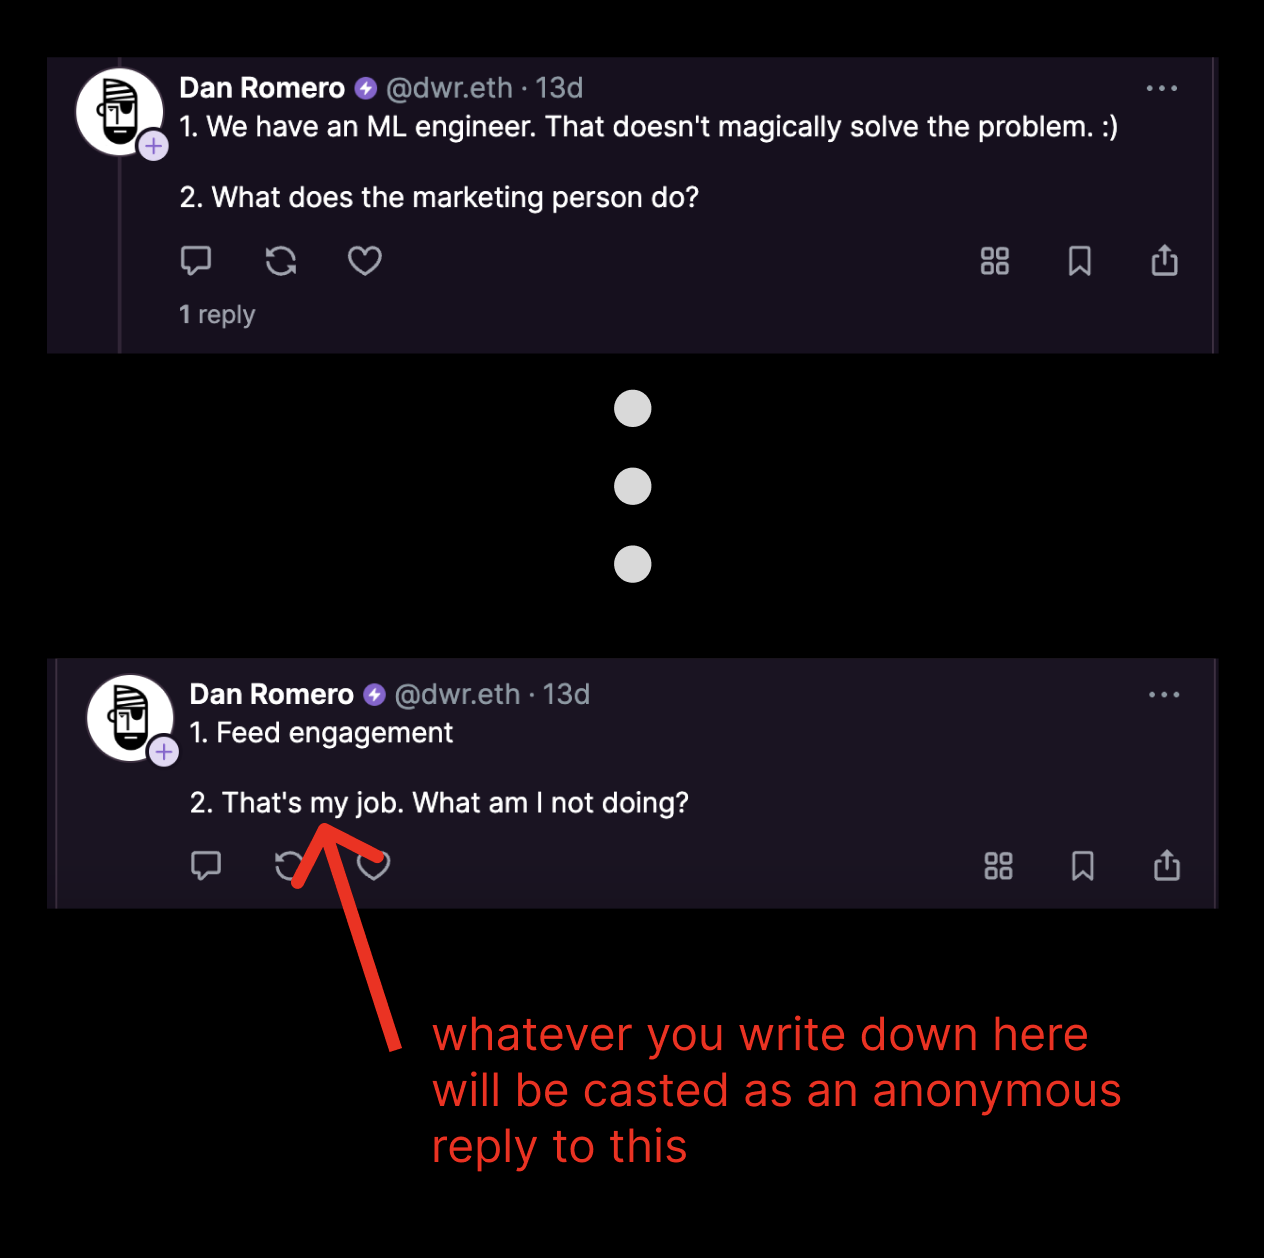 Dan Romero @dwr.eth · 13d
1. We have an ML engineer. That doesn't magically solve the problem. :)
2. What does the marketing person do?
1 reply
Dan Romero @dwr.eth · 13d
1. Feed engagement
2. That's my job. What am I not doing?
whatever you write down here
will be casted as an anonymous
reply to this